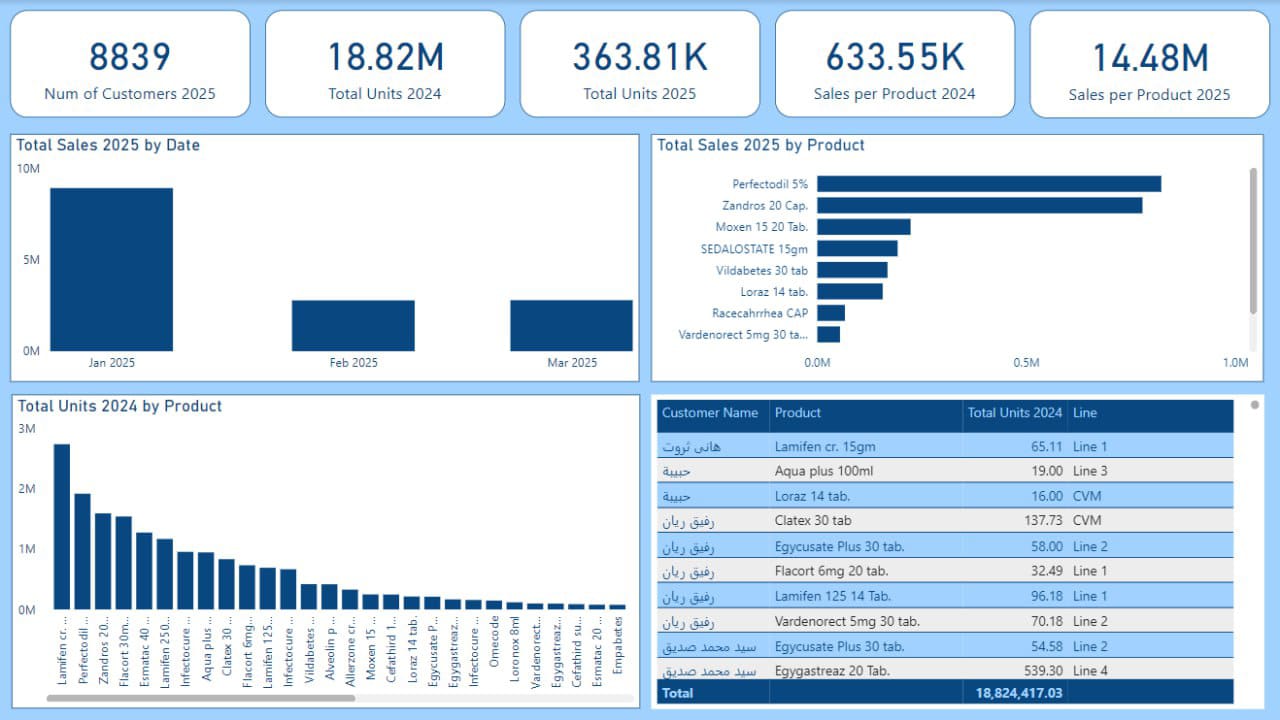 8839
Num of Customers 2025
18.82M
Total Units 2024
363.81K
Total Units 2025
633.55K
Sales per Product 2024
14.48M
Sales per Product 2025
Total Sales 2025 by Date
10M
5M
0M
Jan 2025
Feb 2025
Mar 2025
Total Sales 2025 by Product
Perfectodil 5%
Zandros 20 Cap.
Moxen 15 20 Tab.
SEDALOSTATE 15gm
Vildabetes 30 tab
Loraz 14 tab.
Racecahrrhea CAP
Vardenorect 5mg 30 ta...
0.0M 0.5M 1.0M
Total Units 2024 by Product
3M
2M
1M
0M
Lamifen cr. ...
Perfectodil ...
Zandros 20...
Flacort 30m...
Esmatac 40 ...
Lamifen 250...
Infectocure ...
Aqua plus ...
Clatex 30 ...
Flacort 6mg...
Lamifen 125...
Infectocure ...
Vildabetes ...
Alveolin p...
Allerzone cr...
Moxen 15 ...
Cafathird 1...
Loraz 14 tab.
Egycusate P...
Egygastreaz...
Infectocure ...
Omecode
Loronox 8ml
Vardenorect...
Egygastreaz...
Cefathird su...
Esmatac 20 ...
Empabetes
Customer Name Product Total Units 2024 Line
هانى ثروت Lamifen cr. 15gm 65.11 Line 1
حبيبة Aqua plus 100ml 19.00 Line 3
حبيبة Loraz 14 tab. 16.00 CVM
رفيق ريان Clatex 30 tab 137.73 CVM
رفيق ريان Egycusate Plus 30 tab. 58.00 Line 2
رفيق ريان Flacort 6mg 20 tab. 32.49 Line 1
رفيق ريان Lamifen 125 14 Tab. 96.18 Line 1
رفيق ريان Vardenorect 5mg 30 tab. 70.18 Line 2
سيد محمد صديق Egycusate Plus 30 tab. 54.58 Line 2
سيد محمد صديق Egygastreaz 20 Tab. 539.30 Line 4
Total 18,824,417.03